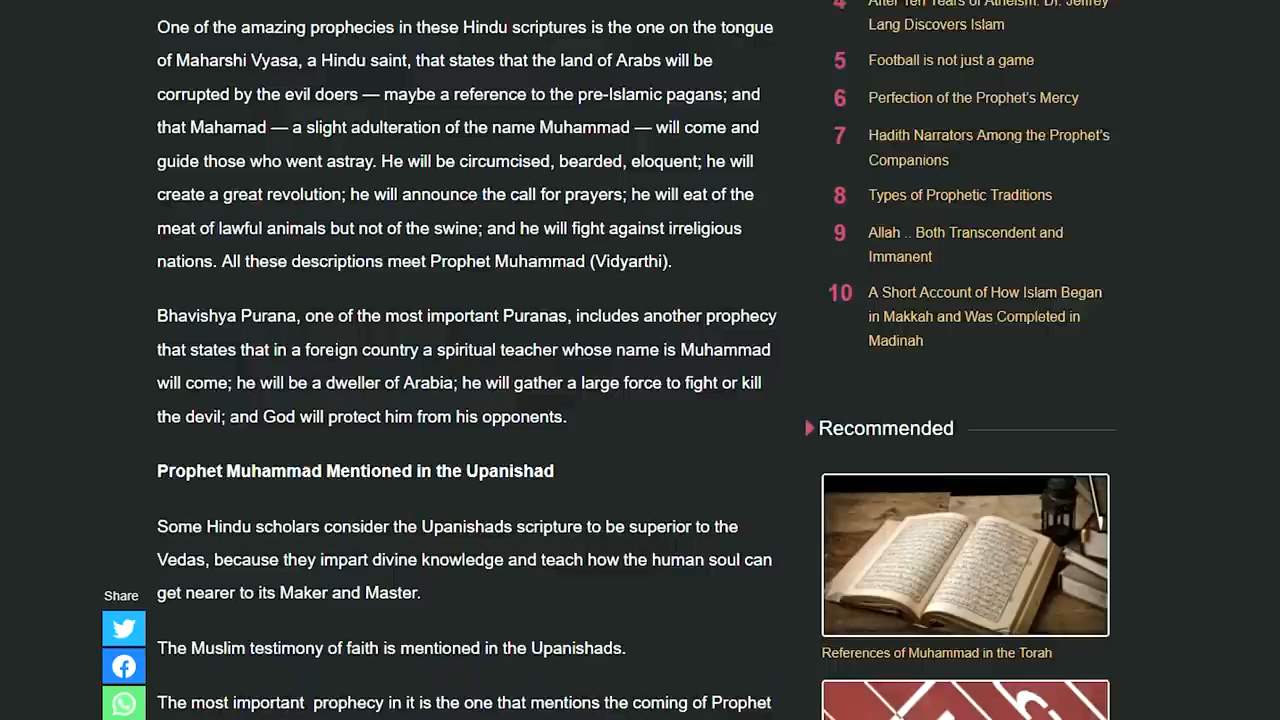 One of the amazing prophecies in these Hindu scriptures is the one on the tongue
of Maharshi Vyasa, a Hindu saint, that states that the land of Arabs will be
corrupted by the evil doers — maybe a reference to the pre-Islamic pagans; and
that Mahamad — a slight adulteration of the name Muhammad — will come and
guide those who went astray. He will be circumcised, bearded, eloquent; he will
create a great revolution; he will announce the call for prayers; he will eat of the
meat of lawful animals but not of the swine; and he will fight against irreligious
nations. All these descriptions meet Prophet Muhammad (Vidyarthi).
Bhavishya Purana, one of the most important Puranas, includes another prophecy
that states that in a foreign country a spiritual teacher whose name is Muhammad
will come; he will be a dweller of Arabia; he will gather a large force to fight or kill
the devil; and God will protect him from his opponents.
Prophet Muhammad Mentioned in the Upanishad
Some Hindu scholars consider the Upanishads scripture to be superior to the
Vedas, because they impart divine knowledge and teach how the human soul can
get nearer to its Maker and Master.
The Muslim testimony of faith is mentioned in the Upanishads.
The most important prophecy in it is the one that mentions the coming of Prophet
Share
4 After Ten Years of Atheism: Dr. Jeffrey
Lang Discovers Islam
5 Football is not just a game
6 Perfection of the Prophet's Mercy
7 Hadith Narrators Among the Prophet's
Companions
8 Types of Prophetic Traditions
9 Allah .. Both Transcendent and
Immanent
10 A Short Account of How Islam Began
in Makkah and Was Completed in
Madinah
Recommended
References of Muhammad in the Torah